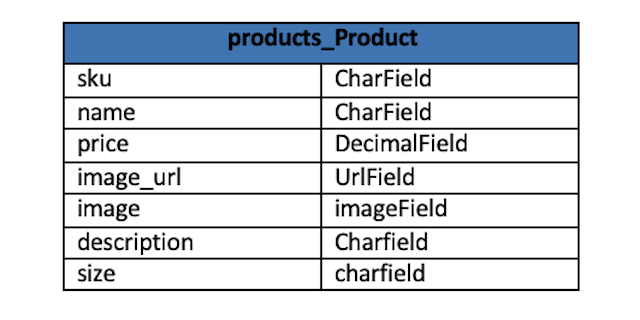 products_Product
sku CharField
name CharField
price DecimalField
image_url UrlField
image imageField
description Charfield
size charfield